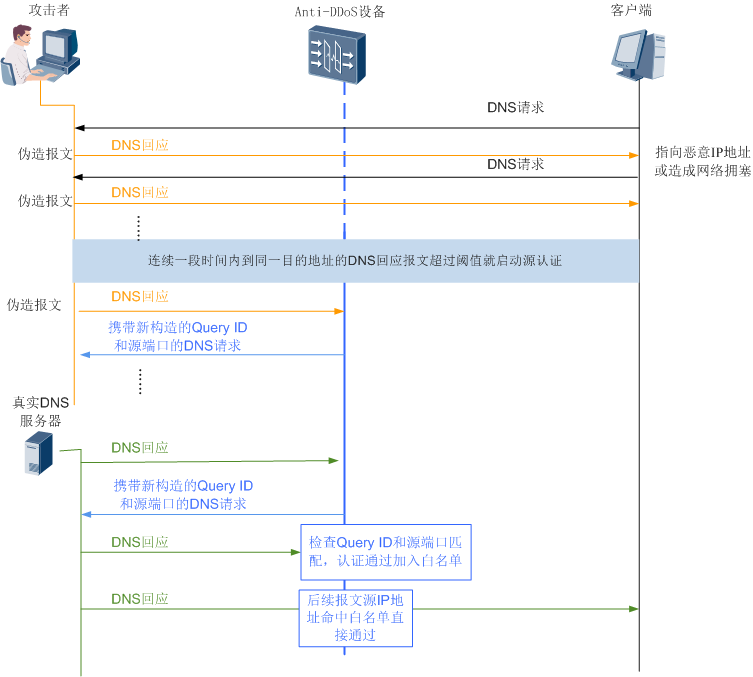 攻击者
Anti-DDoS设备
客户端
DNS请求
DNS回应
伪造报文
指向恶意IP地址
或造成网络拥塞
DNS请求
DNS回应
伪造报文
连续一段时间内到同一目的地址的DNS回应报文超过阈值就启动源认证
DNS回应
伪造报文
携带新构造的Query ID
和源端口的DNS请求
真实DNS
服务器
DNS回应
携带新构造的Query ID
和源端口的DNS请求
DNS回应
检查Query ID和源端口匹
配，认证通过加入白名单
DNS回应
后续报文源IP地
址命中白名单直
接通过